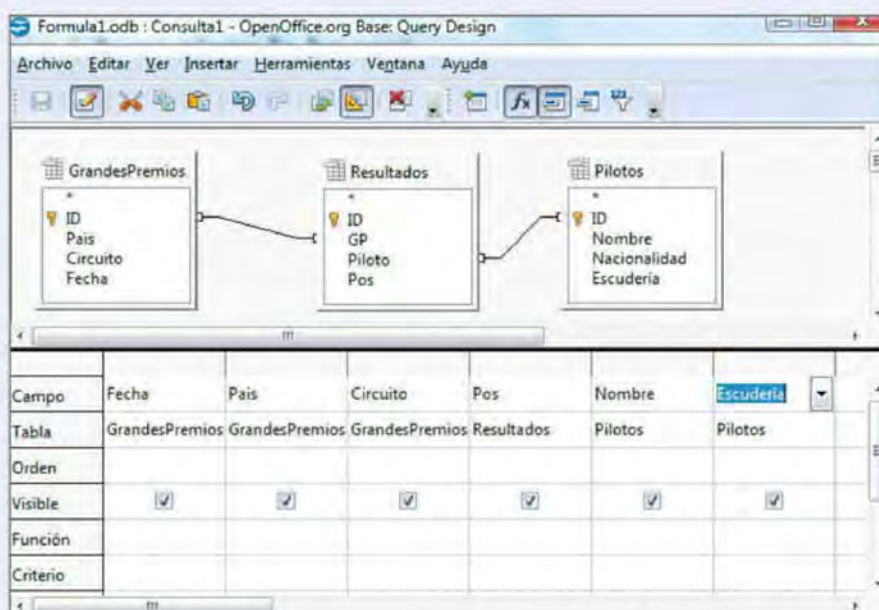 Formula1.odb : Consulta1 - OpenOffice.org Base: Query Design
Archivo Editar Ver Insertar Herramientas Ventana Ayuda
GrandesPremios
*
ID
Pais
Circuito
Fecha
Resultados
*
ID
GP
Piloto
Pos
Pilotos
*
ID
Nombre
Nacionalidad
Escudería
Campo Fecha Pais Circuito Pos Nombre Escudería
Tabla GrandesPremios GrandesPremios GrandesPremios Resultados Pilotos Pilotos
Orden
Visible
Función
Criterio